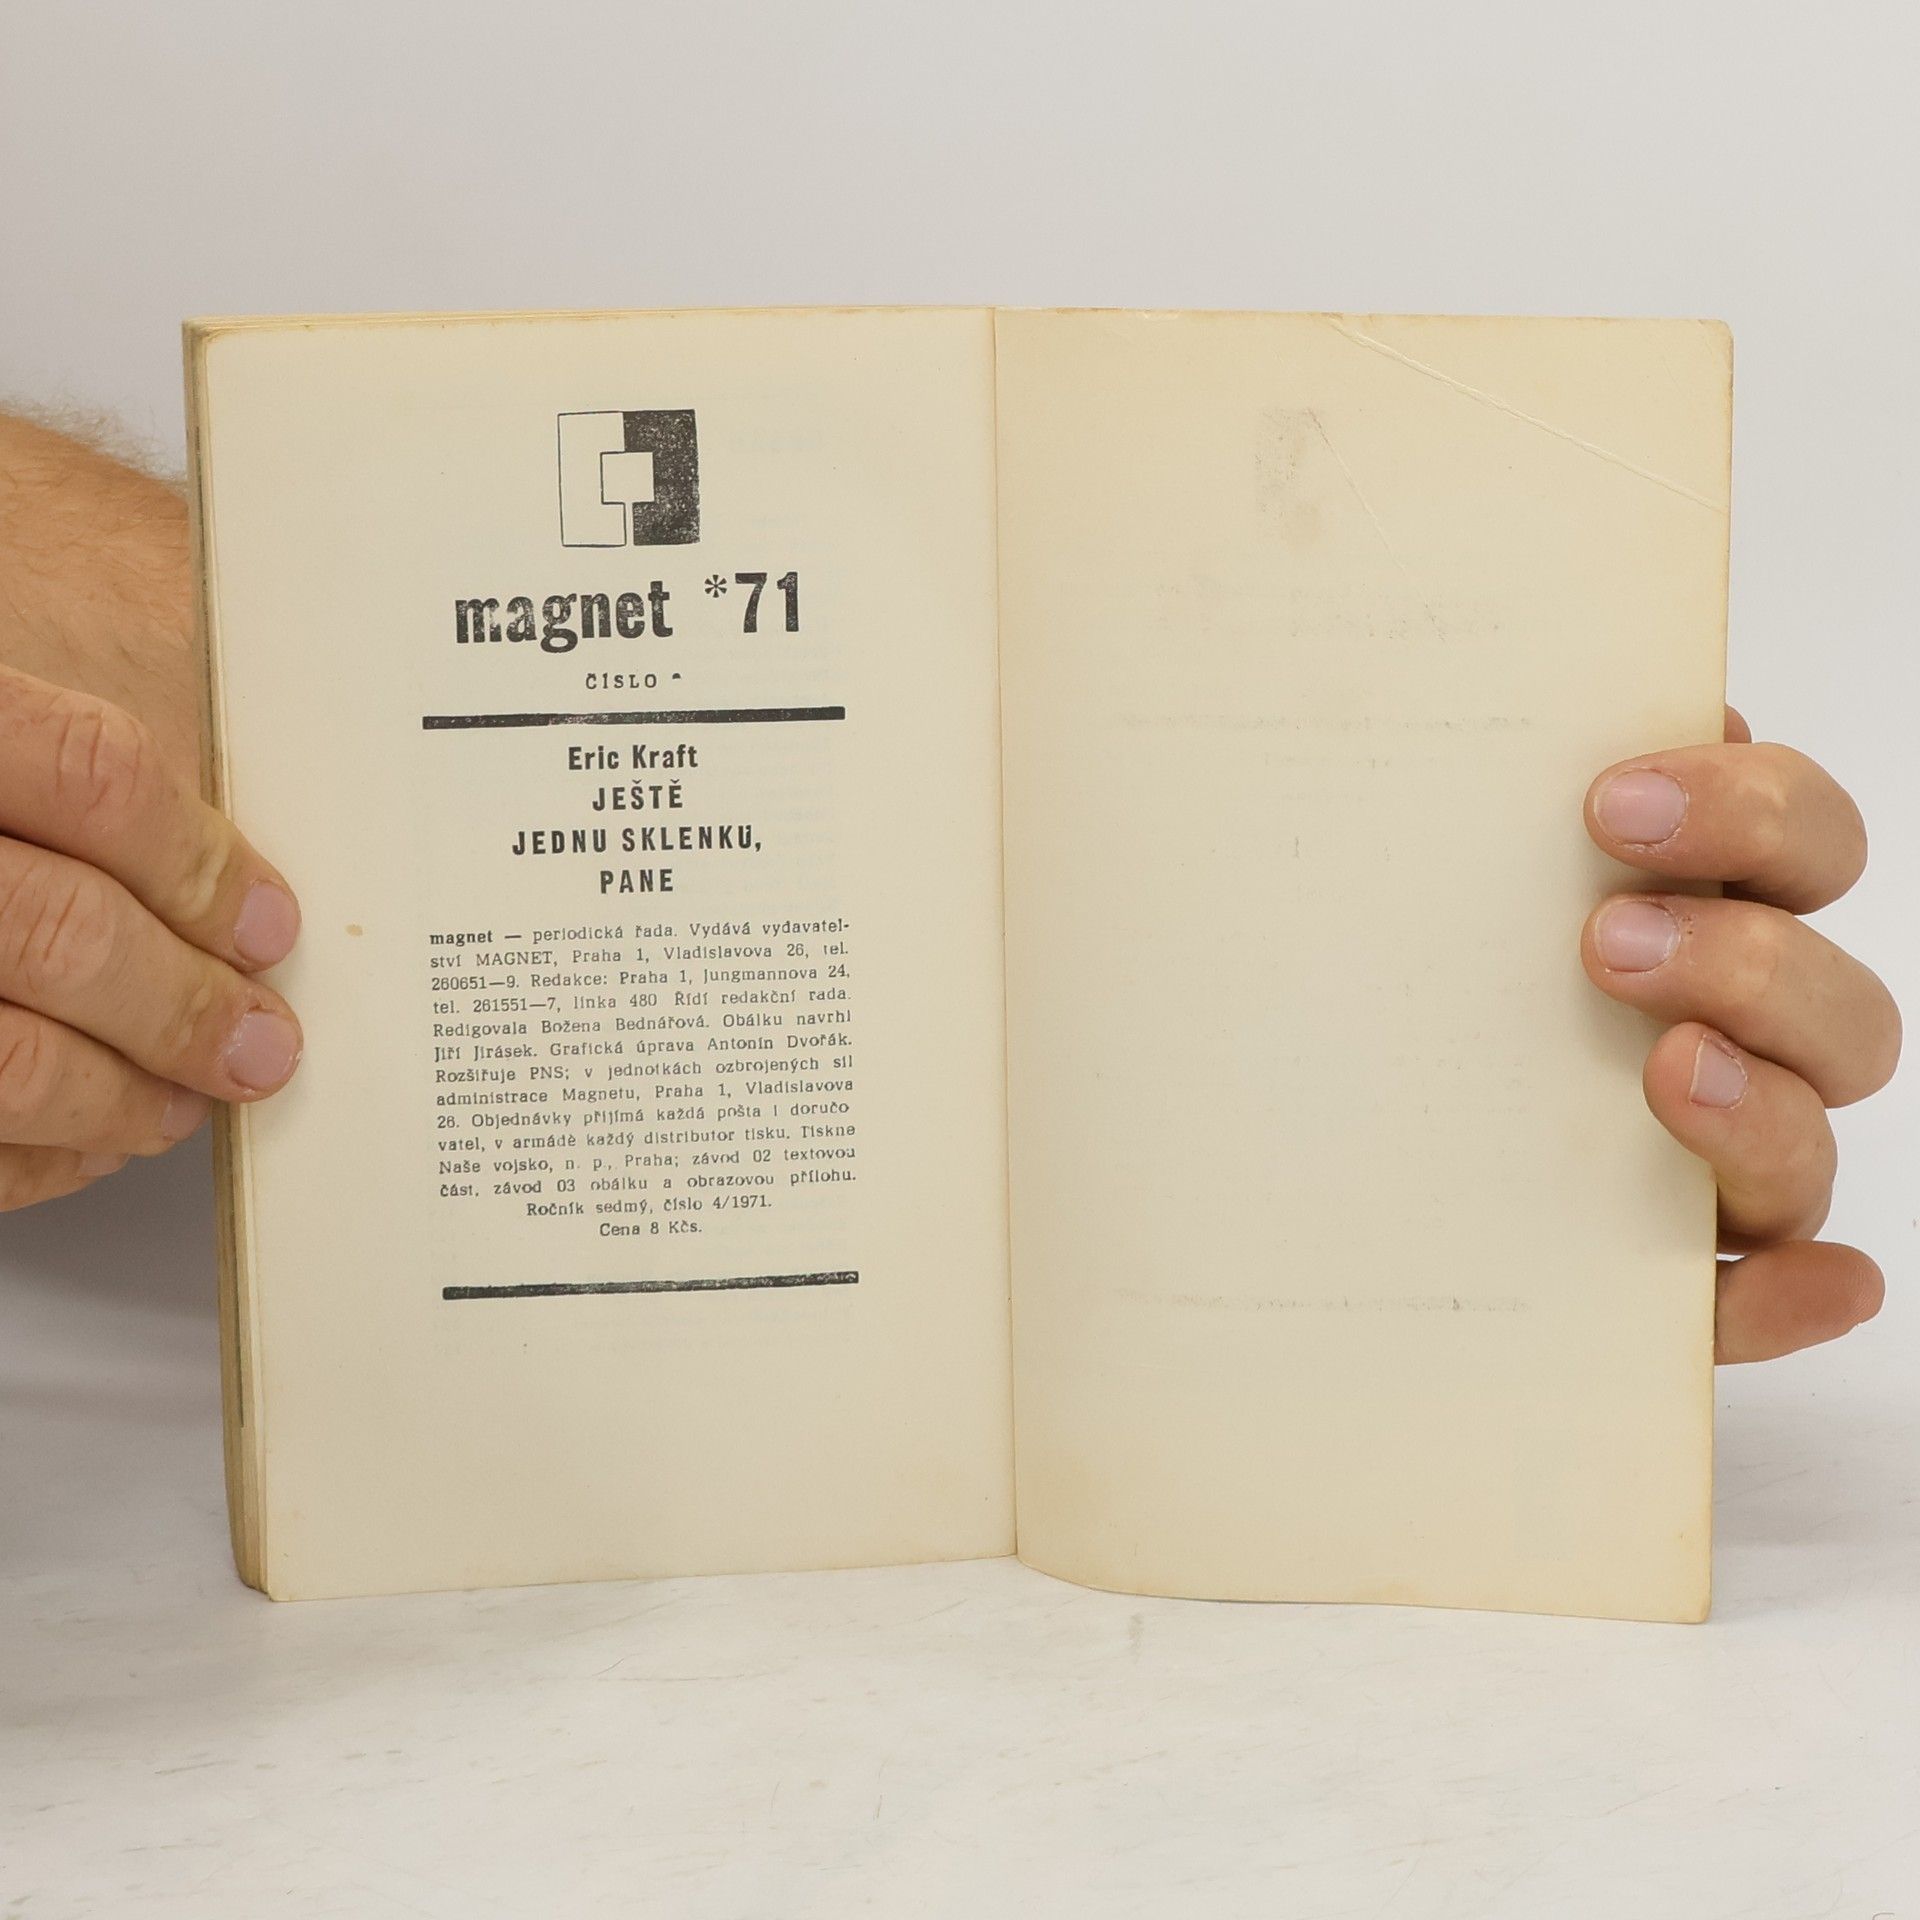 magnet *71
ČÍSLO
Eric Kraft
JEŠTĚ
JEDNU SKLENKU,
PANE
magnet — periodická řada. Vydává vydavatel-
ství MAGNET, Praha 1, Vladislavova 26, tel.
260651—9. Redakce: Praha 1, Jungmannova 24,
tel. 261551—7, linka 480 Řídí redakční rada.
Redigovala Božena Bednářová. Obálku navrhl
Jiří Jirásek. Grafická úprava Antonín Dvořák.
Rozšiřuje PNS; v jednotkách ozbrojených sil
administrace Magnetu, Praha 1, Vladislavova
26. Objednávky přijímá každá pošta i doručo
vatel, v armádě každý distributor tisku. Tiskne
Naše vojsko, n. p., Praha; závod 02 textovou
část, závod 03 obálku a obrazovou přílohu.
Ročník sedmý, číslo 4/1971.
Cena 8 Kčs.